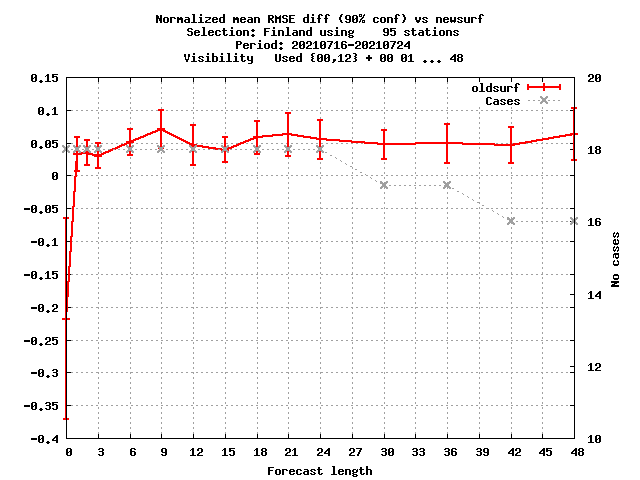 Normalized mean RMSE diff (90% conf) vs newsurf
Selection: Finland using    95 stations
Period: 20210716-20210724
Visibility   Used {00,12} + 00 01 ... 48
oldsurf
Cases
0.15
0.1
0.05
0
-0.05
-0.1
-0.15
-0.2
-0.25
-0.3
-0.35
-0.4
20
18
16
14
12
10
No cases
0 3 6 9 12 15 18 21 24 27 30 33 36 39 42 45 48
Forecast length